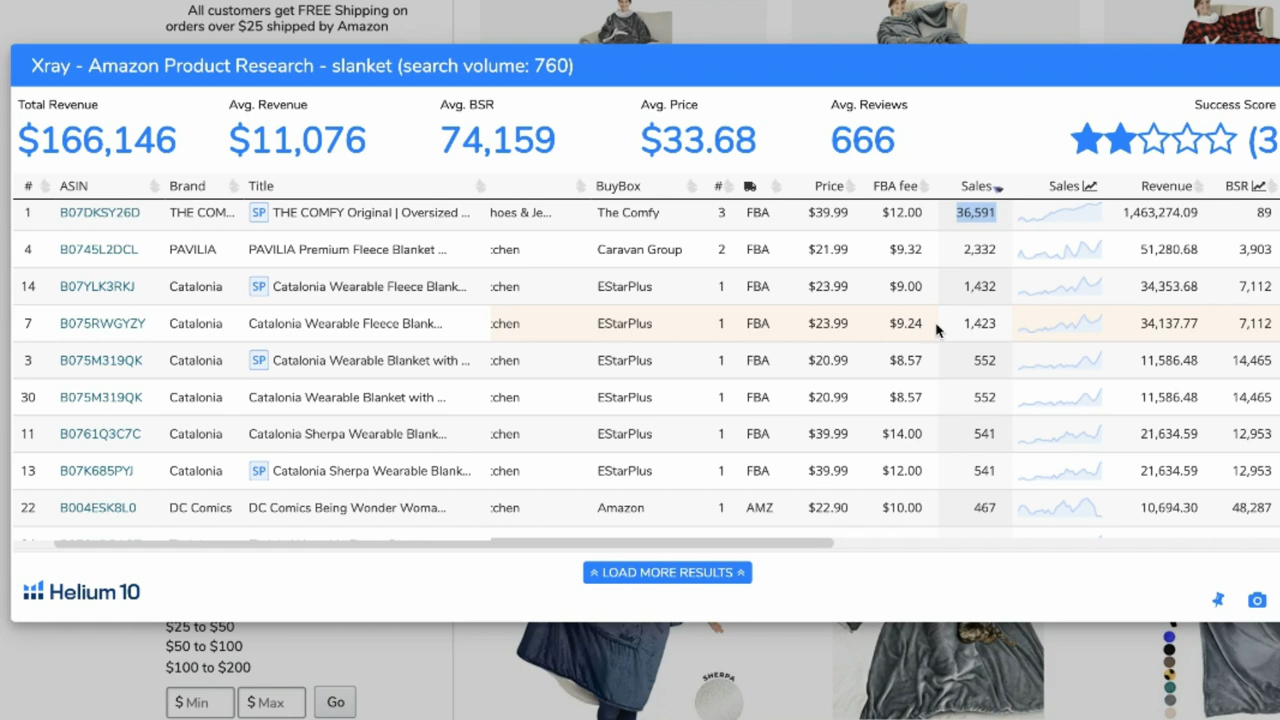 All customers get FREE Shipping on
orders over $25 shipped by Amazon
Xray - Amazon Product Research - slanket (search volume: 760)
Total Revenue Avg. Revenue Avg. BSR Avg. Price Avg. Reviews Success Score
$166,146 $11,076 74,159 $33.68 666 (3
# ASIN Brand Title BuyBox # Price FBA fee Sales Sales Revenue BSR
1 B07DKSY26D THE COM... SP THE COMFY Original | Oversized ... hoes & Je... The Comfy 3 FBA $39.99 $12.00 36,591 1,463,274.09 89
4 B0745L2DCL PAVILIA PAVILIA Premium Fleece Blanket ... :chen Caravan Group 2 FBA $21.99 $9.32 2,332 51,280.68 3,903
14 B07YLK3RKJ Catalonia SP Catalonia Wearable Fleece Blank... :chen EStarPlus 1 FBA $23.99 $9.00 1,432 34,353.68 7,112
7 B075RWGYZY Catalonia Catalonia Wearable Fleece Blank... :chen EStarPlus 1 FBA $23.99 $9.24 1,423 34,137.77 7,112
3 B075M319QK Catalonia SP Catalonia Wearable Blanket with ... :chen EStarPlus 1 FBA $20.99 $8.57 552 11,586.48 14,465
30 B075M319QK Catalonia Catalonia Wearable Blanket with ... :chen EStarPlus 1 FBA $20.99 $8.57 552 11,586.48 14,465
11 B0761Q3C7C Catalonia Catalonia Sherpa Wearable Blank... :chen EStarPlus 1 FBA $39.99 $14.00 541 21,634.59 12,953
13 B07K685PYJ Catalonia SP Catalonia Sherpa Wearable Blank... :chen EStarPlus 1 FBA $39.99 $12.00 541 21,634.59 12,953
22 B004ESK8L0 DC Comics DC Comics Being Wonder Woma... :chen Amazon 1 AMZ $22.90 $10.00 467 10,694.30 48,287
LOAD MORE RESULTS
Helium 10
$25 to $50
$50 to $100
$100 to $200
$ Min $ Max Go
SHERPA